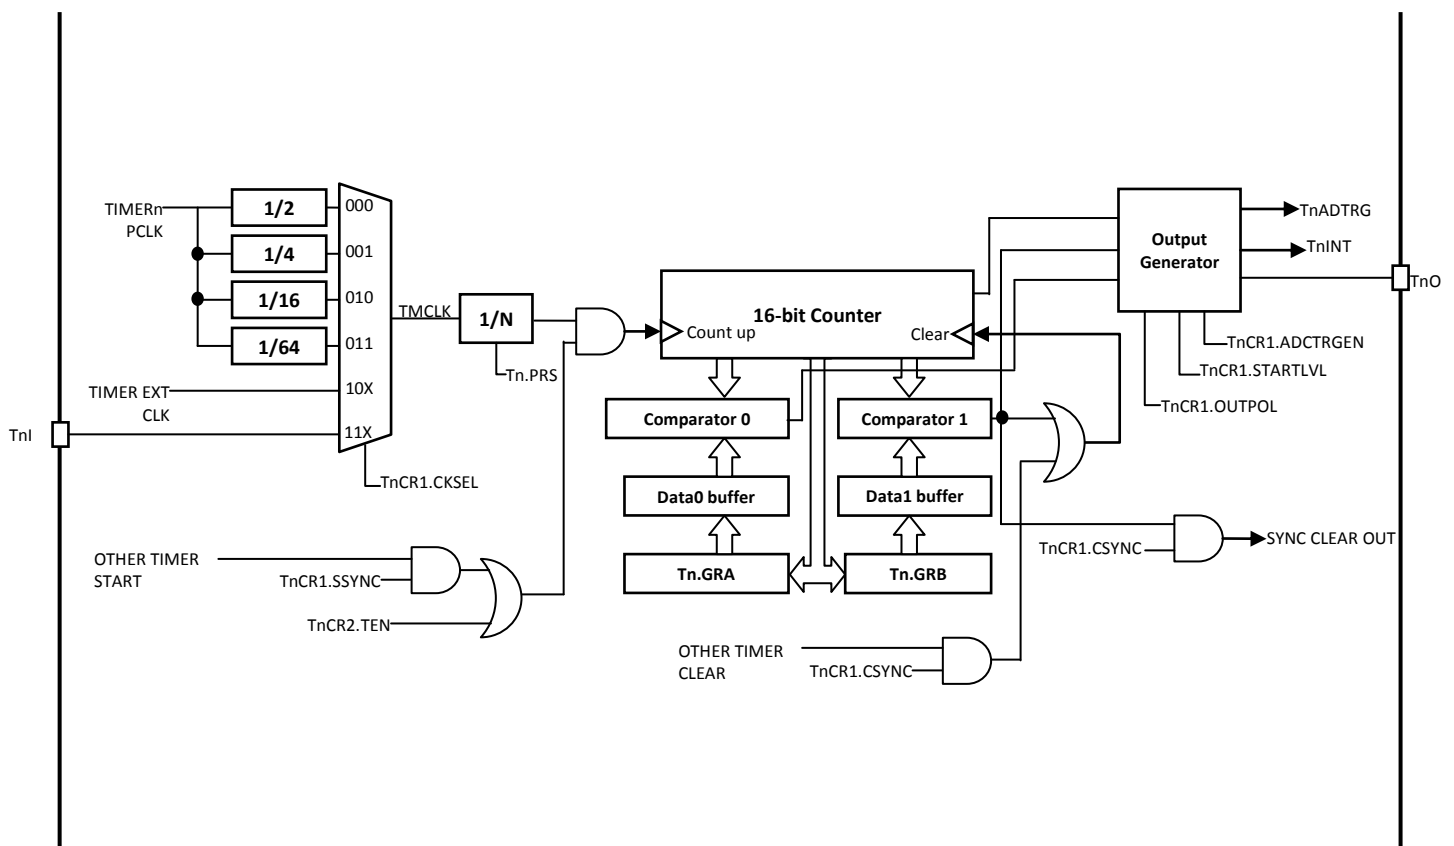 TIMERn
PCLK
1/2
000
1/4
001
1/16
010
1/64
011
TIMER EXT
CLK
10X
TnI
11X
TnCR1.CKSEL
TMCLK
1/N
Tn.PRS
OTHER TIMER
START
TnCR1.SSYNC
TnCR2.TEN
16-bit Counter
Count up
Clear
Comparator 0
Comparator 1
Data0 buffer
Data1 buffer
Tn.GRA
Tn.GRB
OTHER TIMER
CLEAR
TnCR1.CSYNC
Output
Generator
TnADTRG
TnINT
TnO
TnCR1.ADCTRGEN
TnCR1.STARTLVL
TnCR1.OUTPOL
TnCR1.CSYNC
SYNC CLEAR OUT